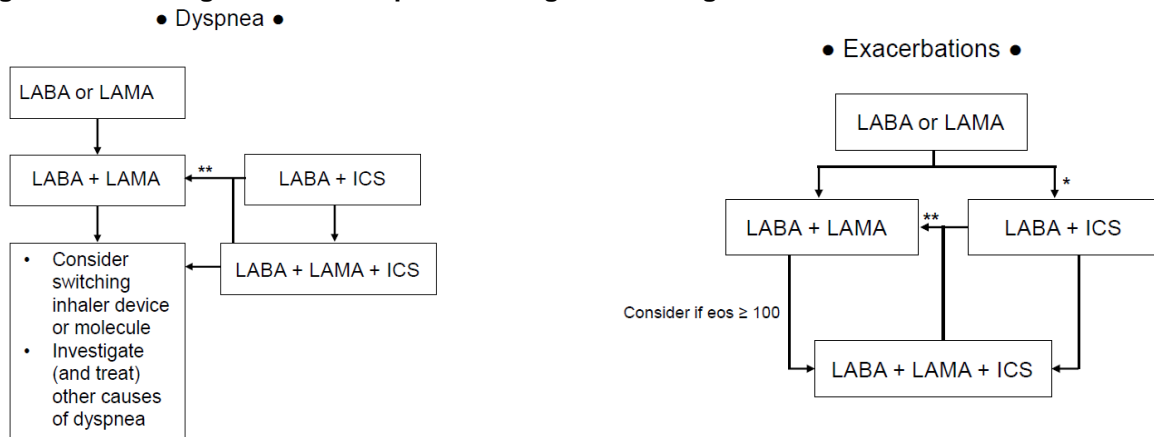 ● Dyspnea ●
LABA or LAMA
LABA + LAMA
**
LABA + ICS
• Consider
switching
inhaler device
or molecule
• Investigate
(and treat)
other causes
of dyspnea
LABA + LAMA + ICS
● Exacerbations ●
LABA or LAMA
*
LABA + LAMA
**
LABA + ICS
Consider if eos ≥ 100
LABA + LAMA + ICS